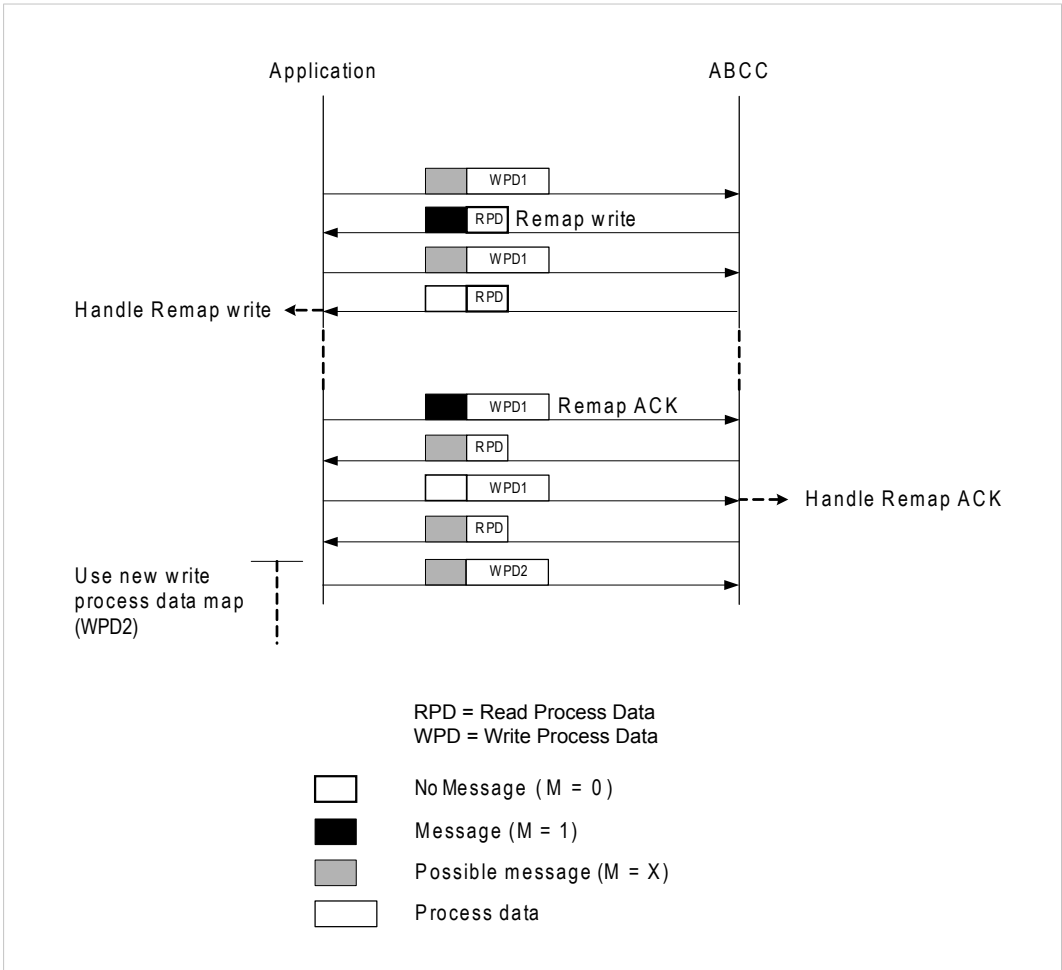 Application
ABCC
WPD1
RPD Remap write
WPD1
RPD
Handle Remap write
WPD1 Remap ACK
RPD
WPD1
Handle Remap ACK
RPD
WPD2
Use new write
process data map
(WPD2)
RPD = Read Process Data
WPD = Write Process Data
No Message ( M = 0 )
Message (M = 1)
Possible message (M = X)
Process data